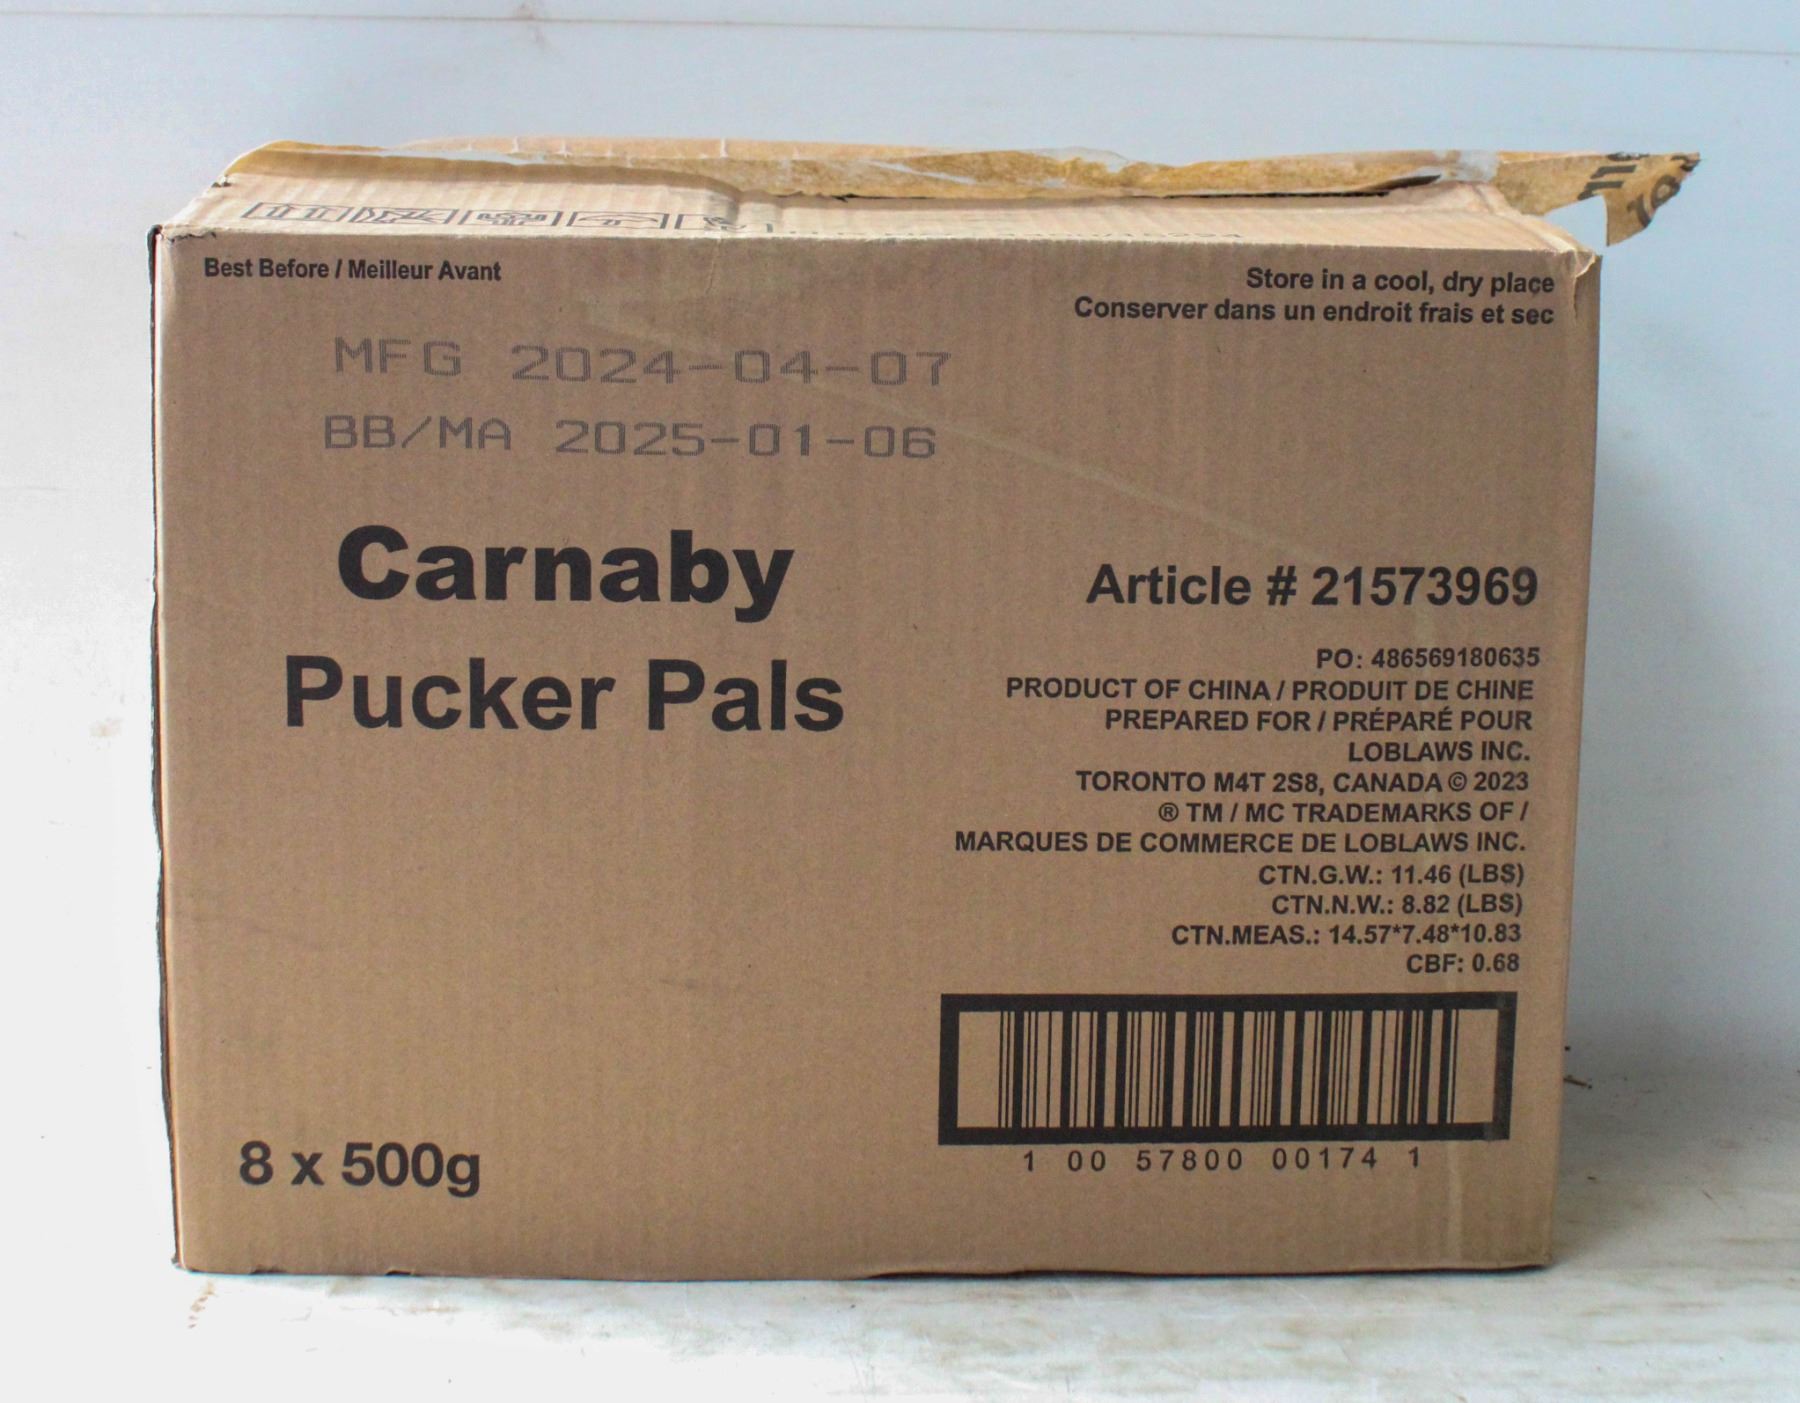 Best Before / Meilleur Avant
Store in a cool, dry place
Conserver dans un endroit frais et sec
MFG 2024-04-07
BB/MA 2025-01-06
Carnaby
Pucker Pals
Article # 21573969
PO: 486569180635
PRODUCT OF CHINA / PRODUIT DE CHINE
PREPARED FOR / PRÉPARÉ POUR
LOBLAWS INC.
TORONTO M4T 2S8, CANADA © 2023
® TM / MC TRADEMARKS OF /
MARQUES DE COMMERCE DE LOBLAWS INC.
CTN.G.W.: 11.46 (LBS)
CTN.N.W.: 8.82 (LBS)
CTN.MEAS.: 14.57*7.48*10.83
CBF: 0.68
8 x 500g
1 00 57800 00174 1